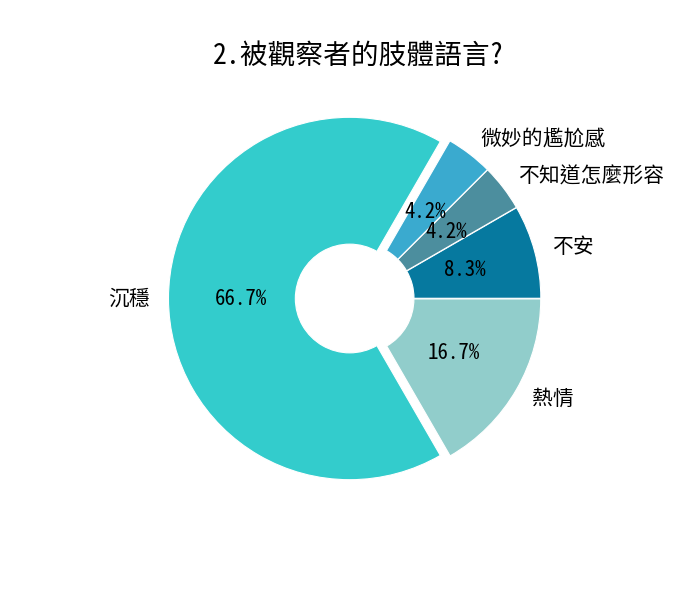 2.被觀察者的肢體語言?
微妙的尷尬感
不知道怎麼形容
4.2%
4.2%
不安
8.3%
沉穩
66.7%
16.7%
熱情